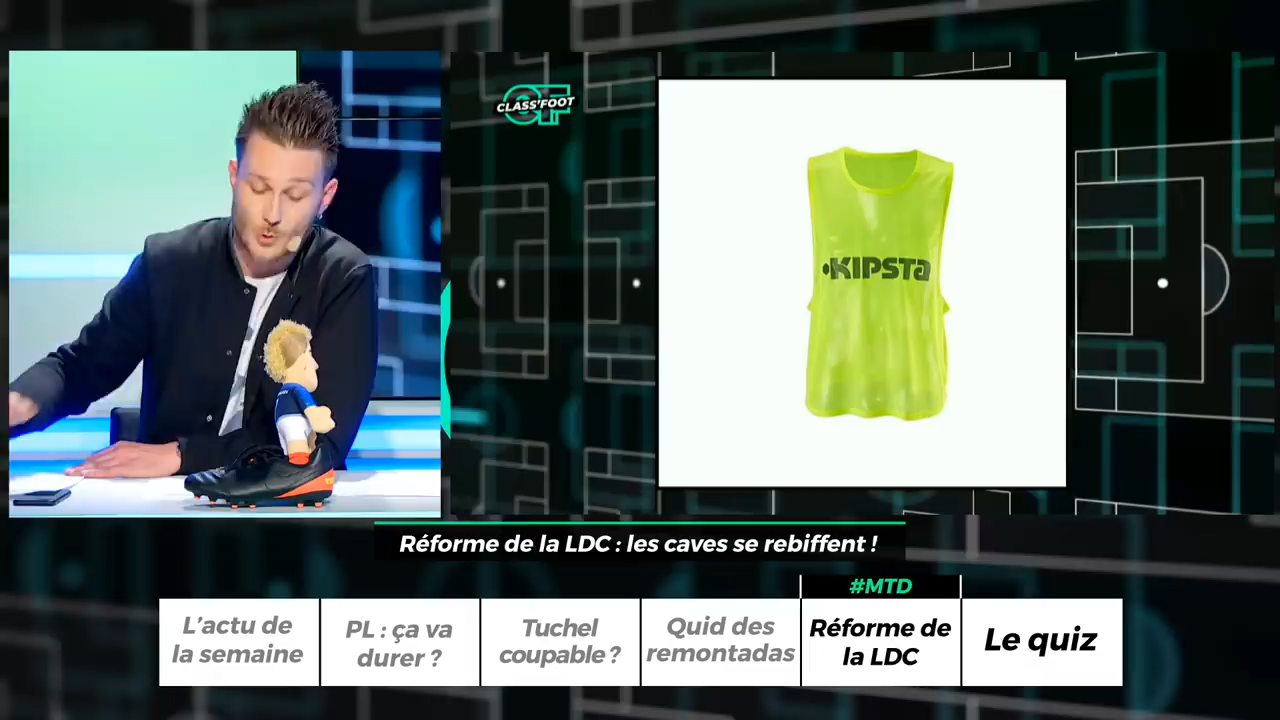 CLASS'FOOT
CF
KIPSTA
Réforme de la LDC : les caves se rebiffent !
#MTD
L'actu de
la semaine
PL : ça va
durer ?
Tuchel
coupable ?
Quid des
remontadas
Réforme de
la LDC
Le quiz